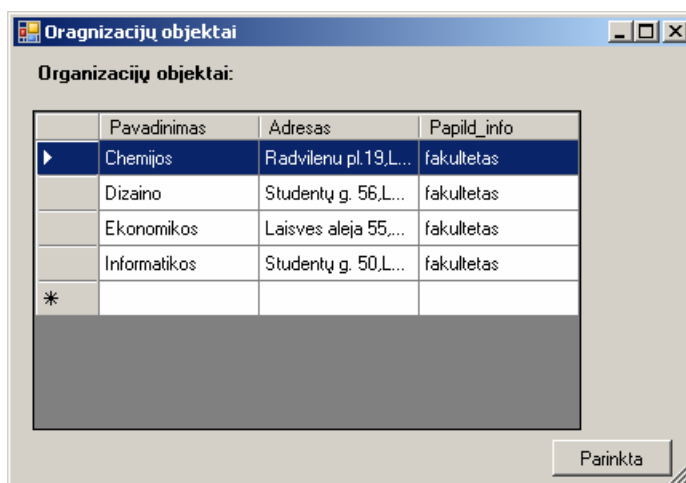 Oragnizacijų objektai
Organizacijų objektai:
Pavadinimas Adresas Papild_info
Chemijos Radvilenu pl.19,L... fakultetas
Dizaino Studentų g. 56,L... fakultetas
Ekonomikos Laisves aleja 55,... fakultetas
Informatikos Studentų g. 50,L... fakultetas
Parinkta